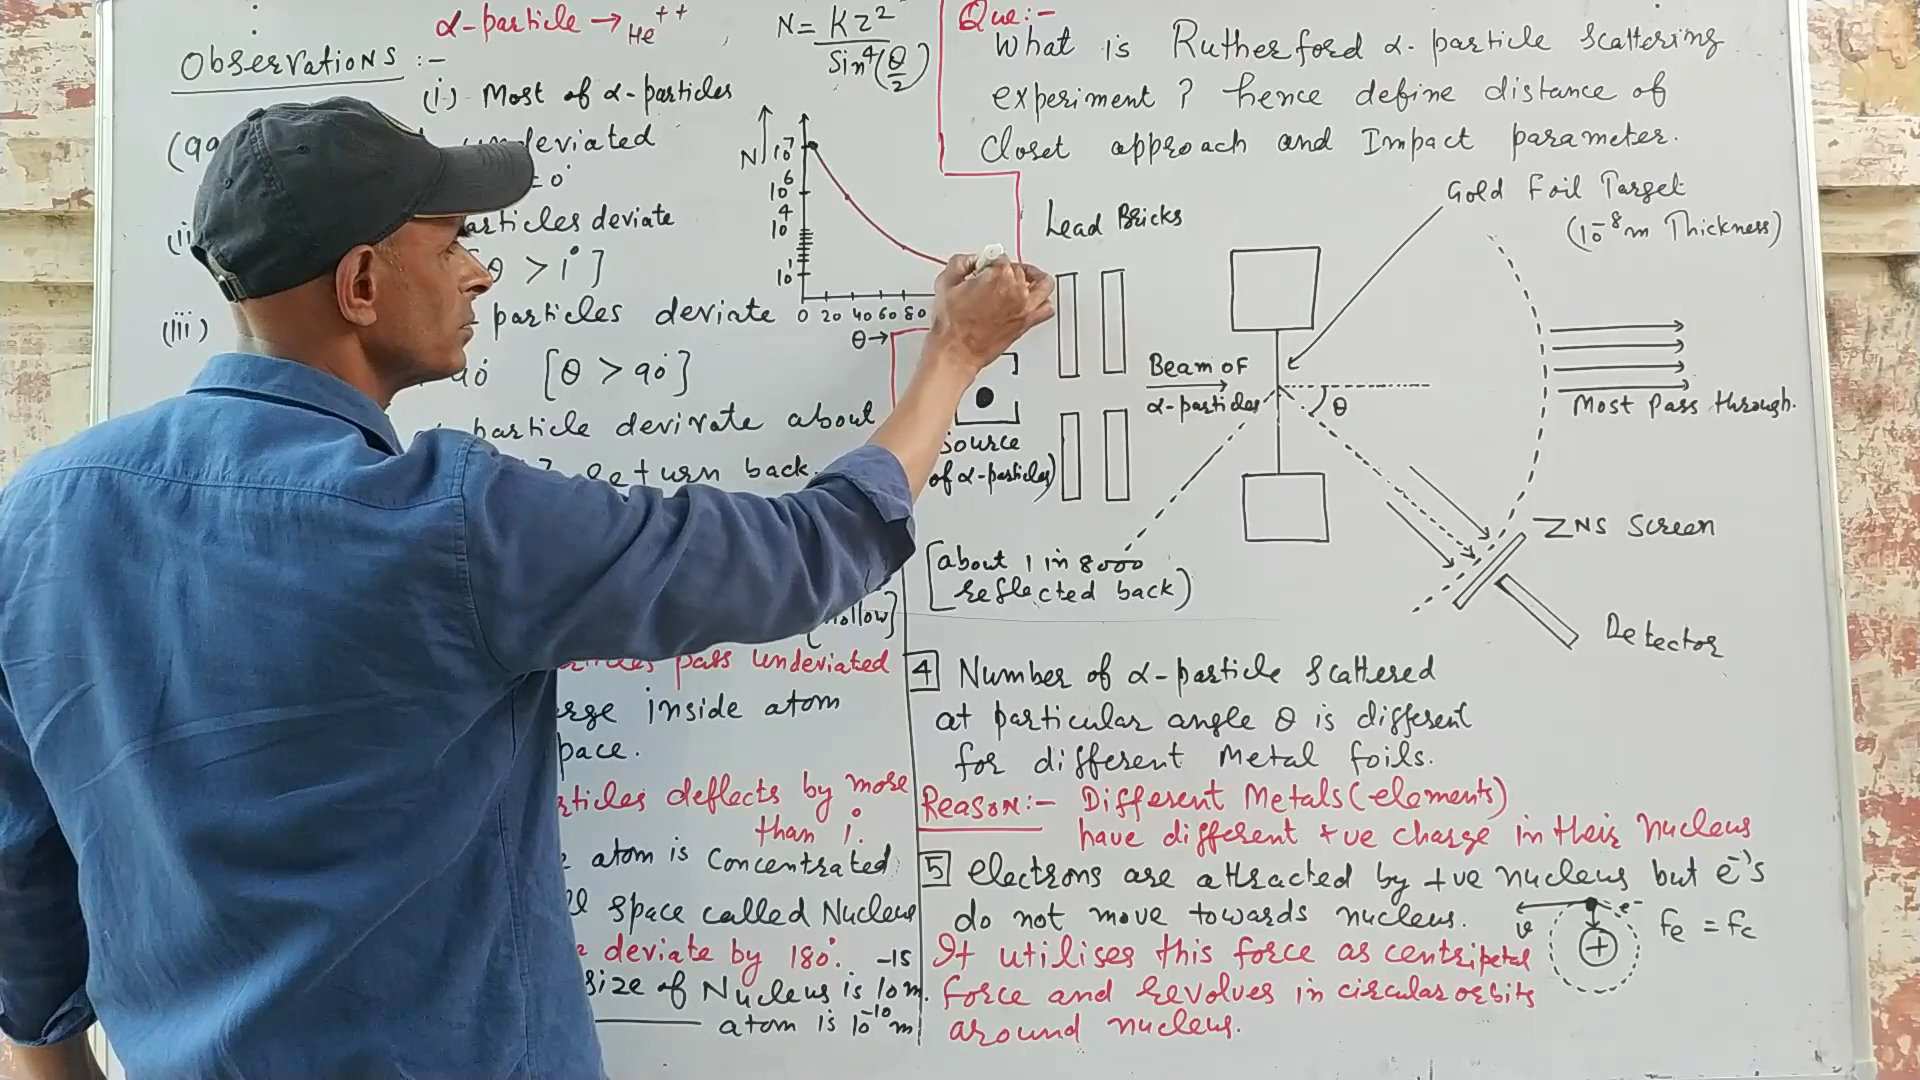 α-particle → He⁺⁺ , N = KZ² / Sin⁴(θ/2)
Observations :-
(i) Most of α-particles
undeviated
= 0°
particles deviate
[θ > 1°]
(iii) particles deviate
90° [θ > 90°]
particle devirate about
Return back.
Hollow]
particles pass undeviated
inside atom
space.
particles deflects by more
than 1°.
atom is Concentrated
space called Nucleus
deviate by 180°.
size of Nucleus is 10⁻¹⁵m.
atom is 10⁻¹⁰m
N
10⁷
10⁶
10⁴
10¹
0 20 40 60 80
θ→
Que:-
What is Rutherford α-particle scattering
experiment ? hence define distance of
Closet approach and Impact parameter.
Gold Foil Target
(10⁻⁸m Thickness)
Lead Bricks
Beam of
α-particles
θ
Most Pass through.
Source
of α-particles)
ZNS Screen
Detector
[about 1 in 8000
reflected back)
4 Number of α-particle scattered
at particular angle θ is different
for different Metal foils.
Reason:- Different Metals(elements)
have different +ve charge in their nucleus
5 electrons are attracted by +ve nucleus but e⁻'s
do not move towards nucleus.
It utilises this force as centripetal
force and revolves in circular orbits
around nucleus.
v e⁻
+
Fe = Fc